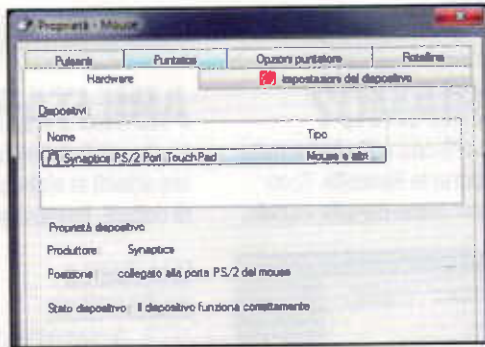 Proprietà - Mouse
Pulsanti Puntatori Opzioni puntatore Rotellina
Hardware Impostazioni del dispositivo
Dispositivi
Nome Tipo
Synaptics PS/2 Port TouchPad Mouse e altri
Proprietà dispositivo
Produttore: Synaptics
Posizione: collegato alla porta PS/2 del mouse
Stato dispositivo: Il dispositivo funziona correttamente